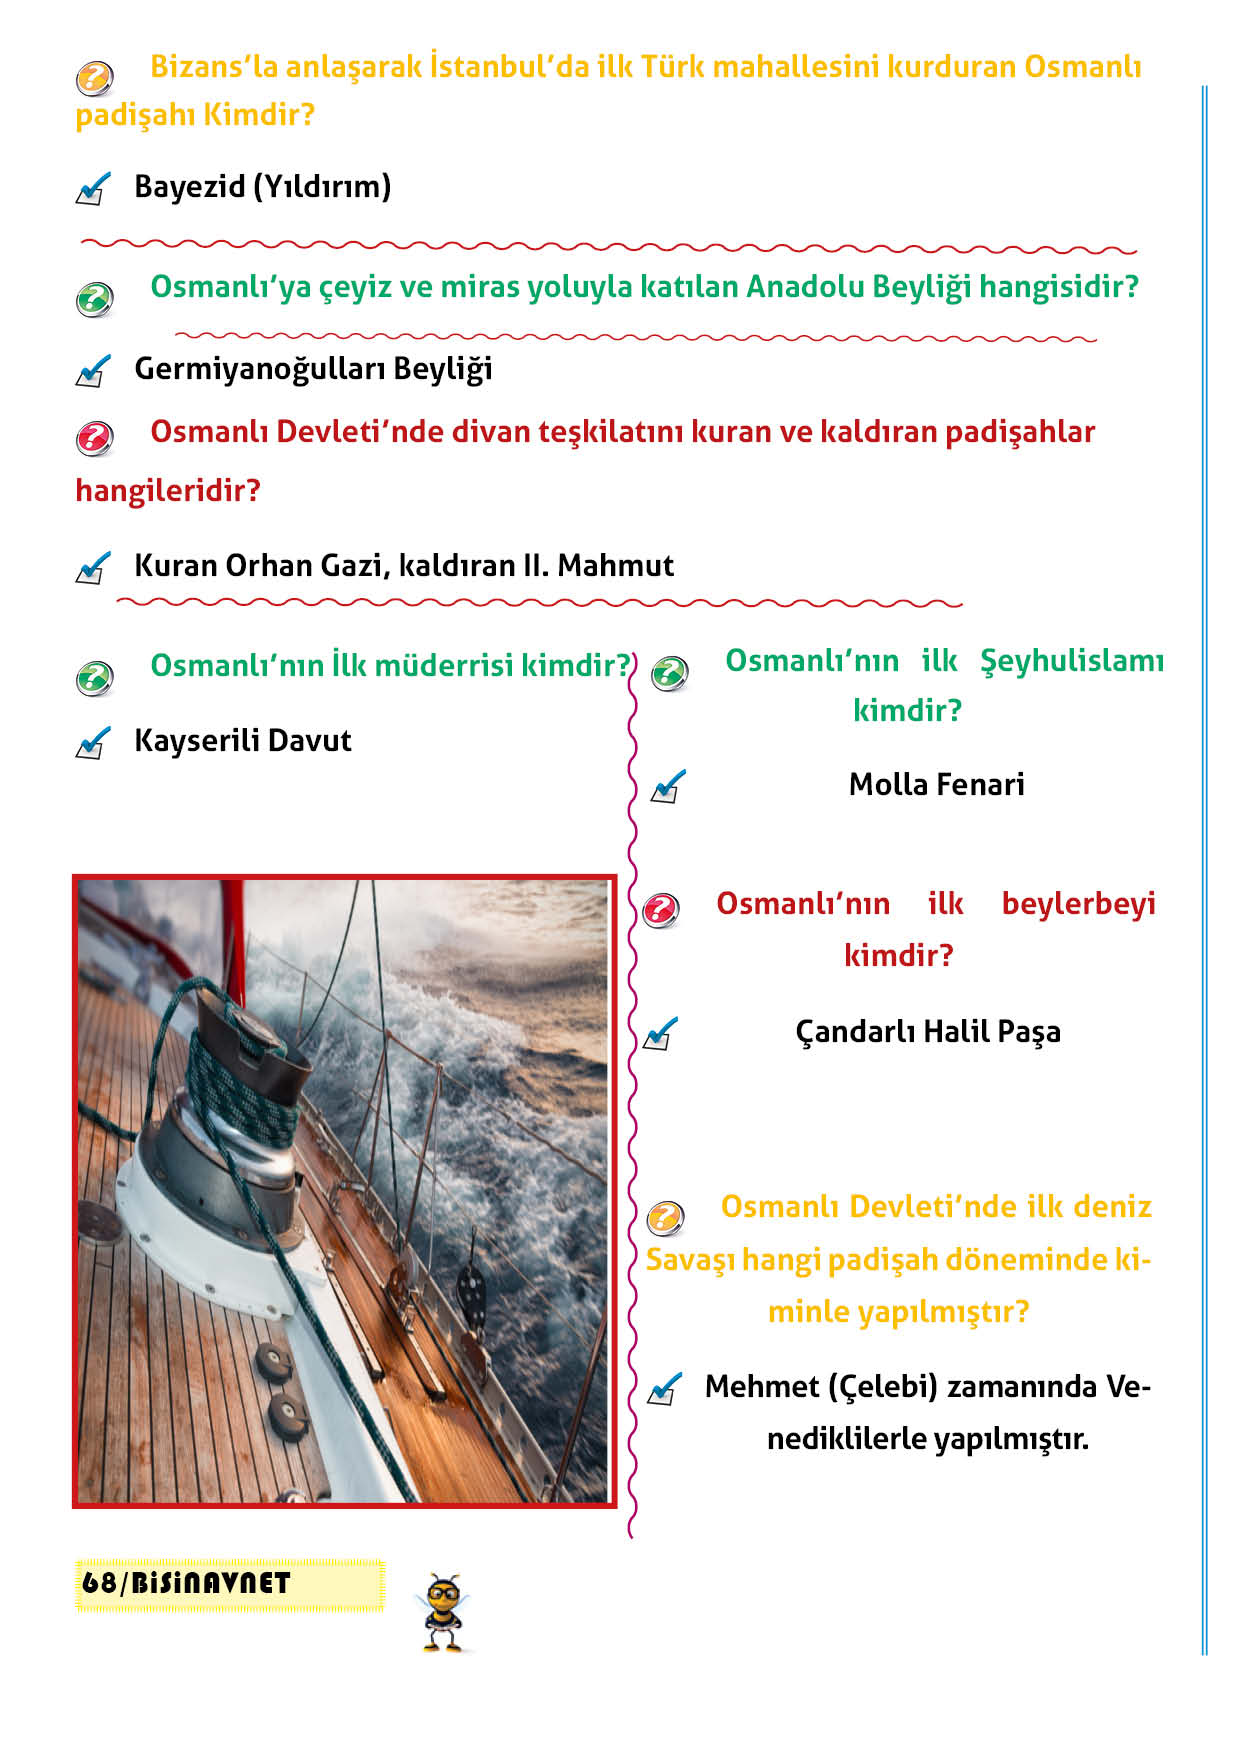 Bizans’la anlaşarak İstanbul’da ilk Türk mahallesini kurduran Osmanlı
padişahı Kimdir?
Bayezid (Yıldırım)
Osmanlı’ya çeyiz ve miras yoluyla katılan Anadolu Beyliği hangisidir?
Germiyanoğulları Beyliği
Osmanlı Devleti’nde divan teşkilatını kuran ve kaldıran padişahlar
hangileridir?
Kuran Orhan Gazi, kaldıran II. Mahmut
Osmanlı’nın İlk müderrisi kimdir?
Kayserili Davut
Osmanlı’nın ilk Şeyhulislamı
kimdir?
Molla Fenari
Osmanlı’nın ilk beylerbeyi
kimdir?
Çandarlı Halil Paşa
Osmanlı Devleti’nde ilk deniz
Savaşı hangi padişah döneminde ki-
minle yapılmıştır?
Mehmet (Çelebi) zamanında Ve-
nediklilerle yapılmıştır.
68/BiSiNAVNET